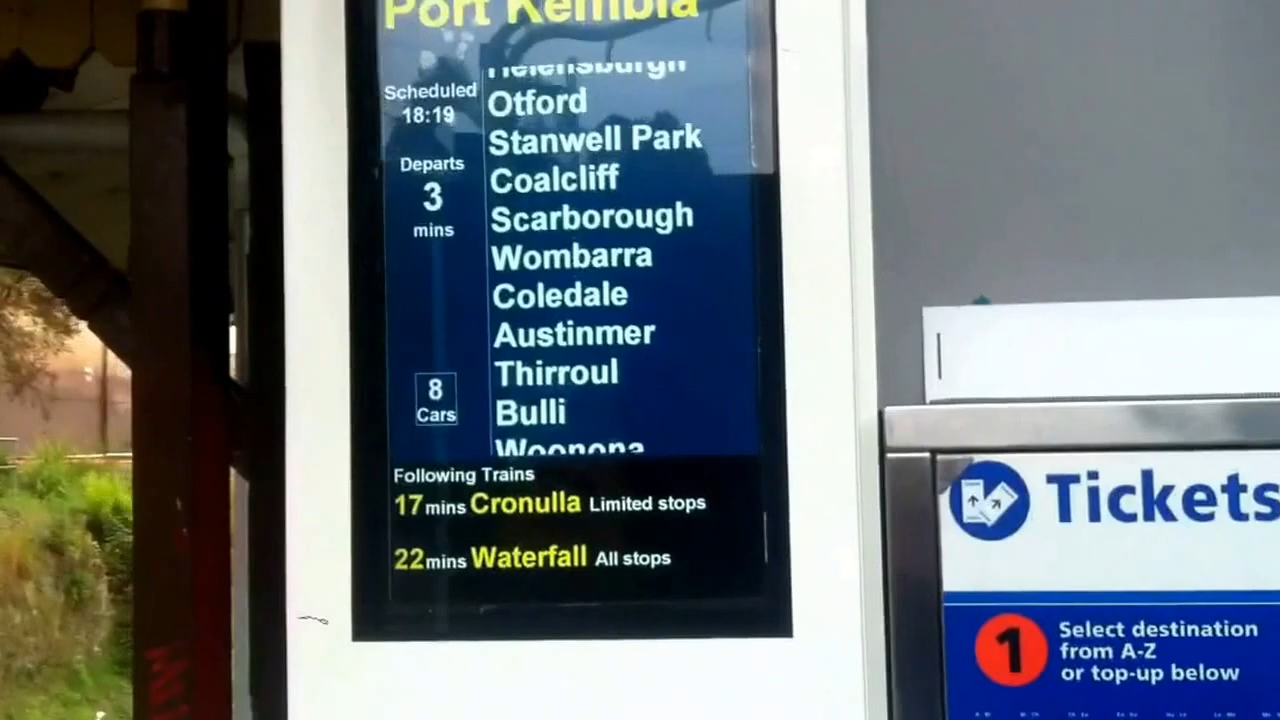 Port Kembla
Helensburgh
Scheduled
18:19
Departs
3
mins
8
Cars
Otford
Stanwell Park
Coalcliff
Scarborough
Wombarra
Coledale
Austinmer
Thirroul
Bulli
Woonona
Following Trains
17 mins Cronulla Limited stops
22 mins Waterfall All stops
Tickets
1
Select destination
from A-Z
or top-up below